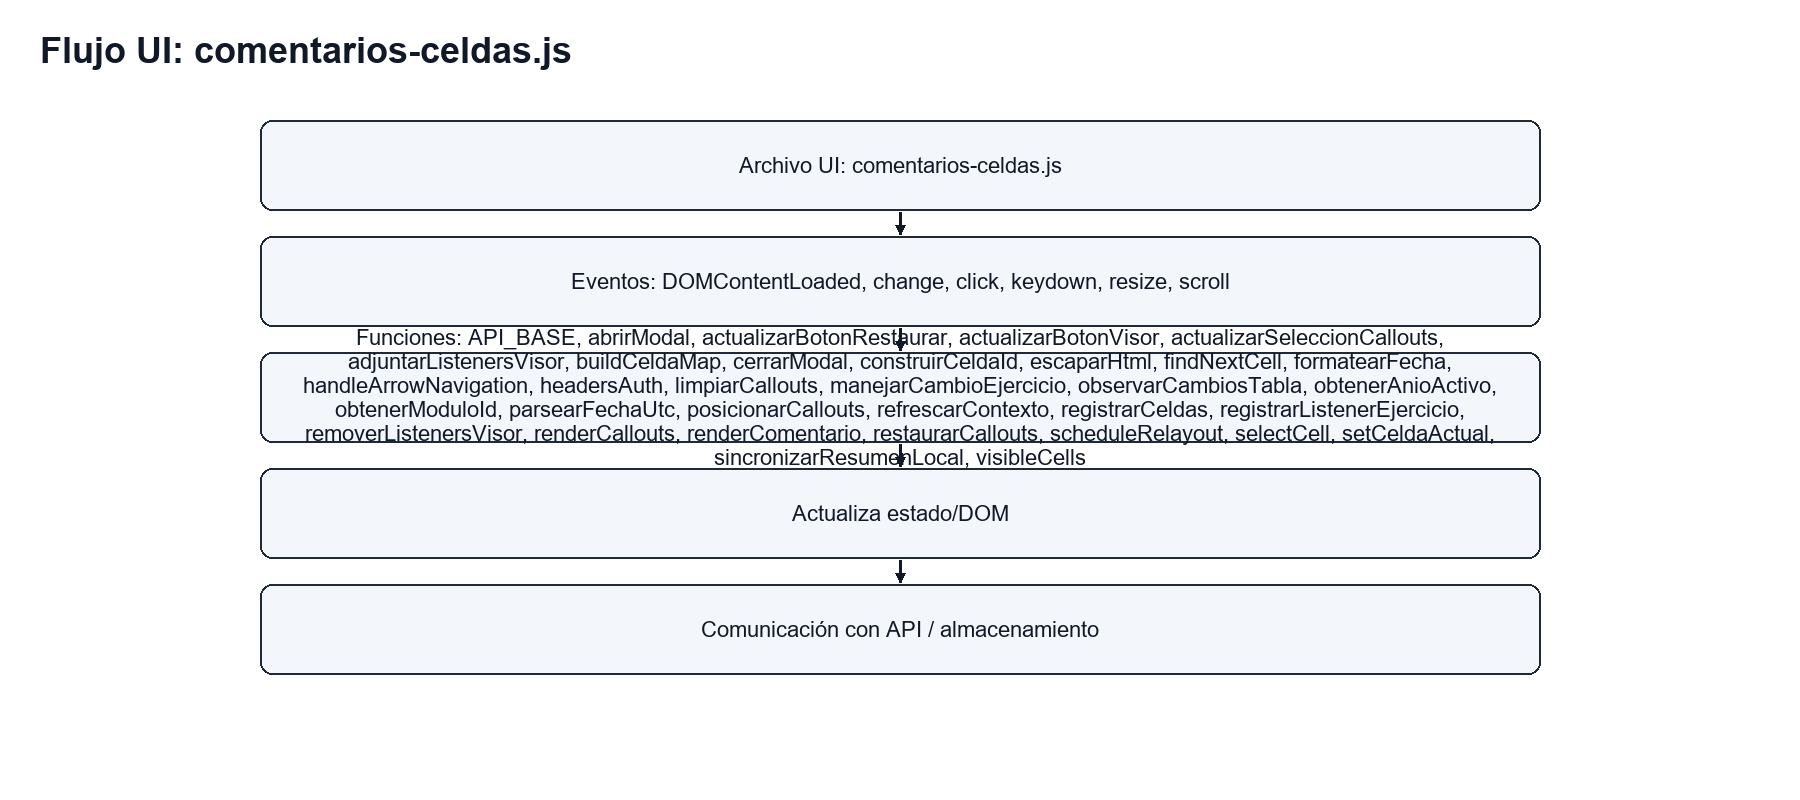 Flujo UI: comentarios-celdas.js
Archivo UI: comentarios-celdas.js
Eventos: DOMContentLoaded, change, click, keydown, resize, scroll
Funciones: API_BASE, abrirModal, actualizarBotonRestaurar, actualizarBotonVisor, actualizarSeleccionCallouts,
adjuntarListenersVisor, buildCeldaMap, cerrarModal, construirCeldaId, escaparHtml, findNextCell, formatearFecha,
handleArrowNavigation, headersAuth, limpiarCallouts, manejarCambioEjercicio, observarCambiosTabla, obtenerAnioActivo,
obtenerModuloId, parsearFechaUtc, posicionarCallouts, refrescarContexto, registrarCeldas, registrarListenerEjercicio,
removerListenersVisor, renderCallouts, renderComentario, restaurarCallouts, scheduleRelayout, selectCell, setCeldaActual,
sincronizarResumenLocal, visibleCells
Actualiza estado/DOM
Comunicación con API / almacenamiento